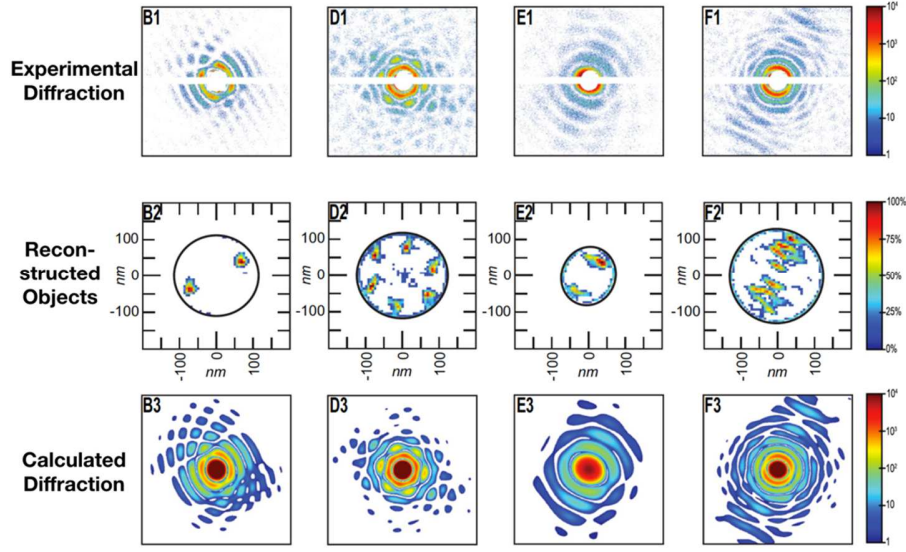 B1 D1 E1 F1
Experimental
Diffraction
10⁴
10³
10²
10
1
B2 D2 E2 F2
Recon-
structed
Objects
nm
100
0
-100
-100 0 100
nm
nm
100
0
-100
-100 0 100
nm
nm
100
0
-100
-100 0 100
nm
nm
100
0
-100
-100 0 100
nm
100%
75%
50%
25%
0%
B3 D3 E3 F3
Calculated
Diffraction
10⁴
10³
10²
10
1